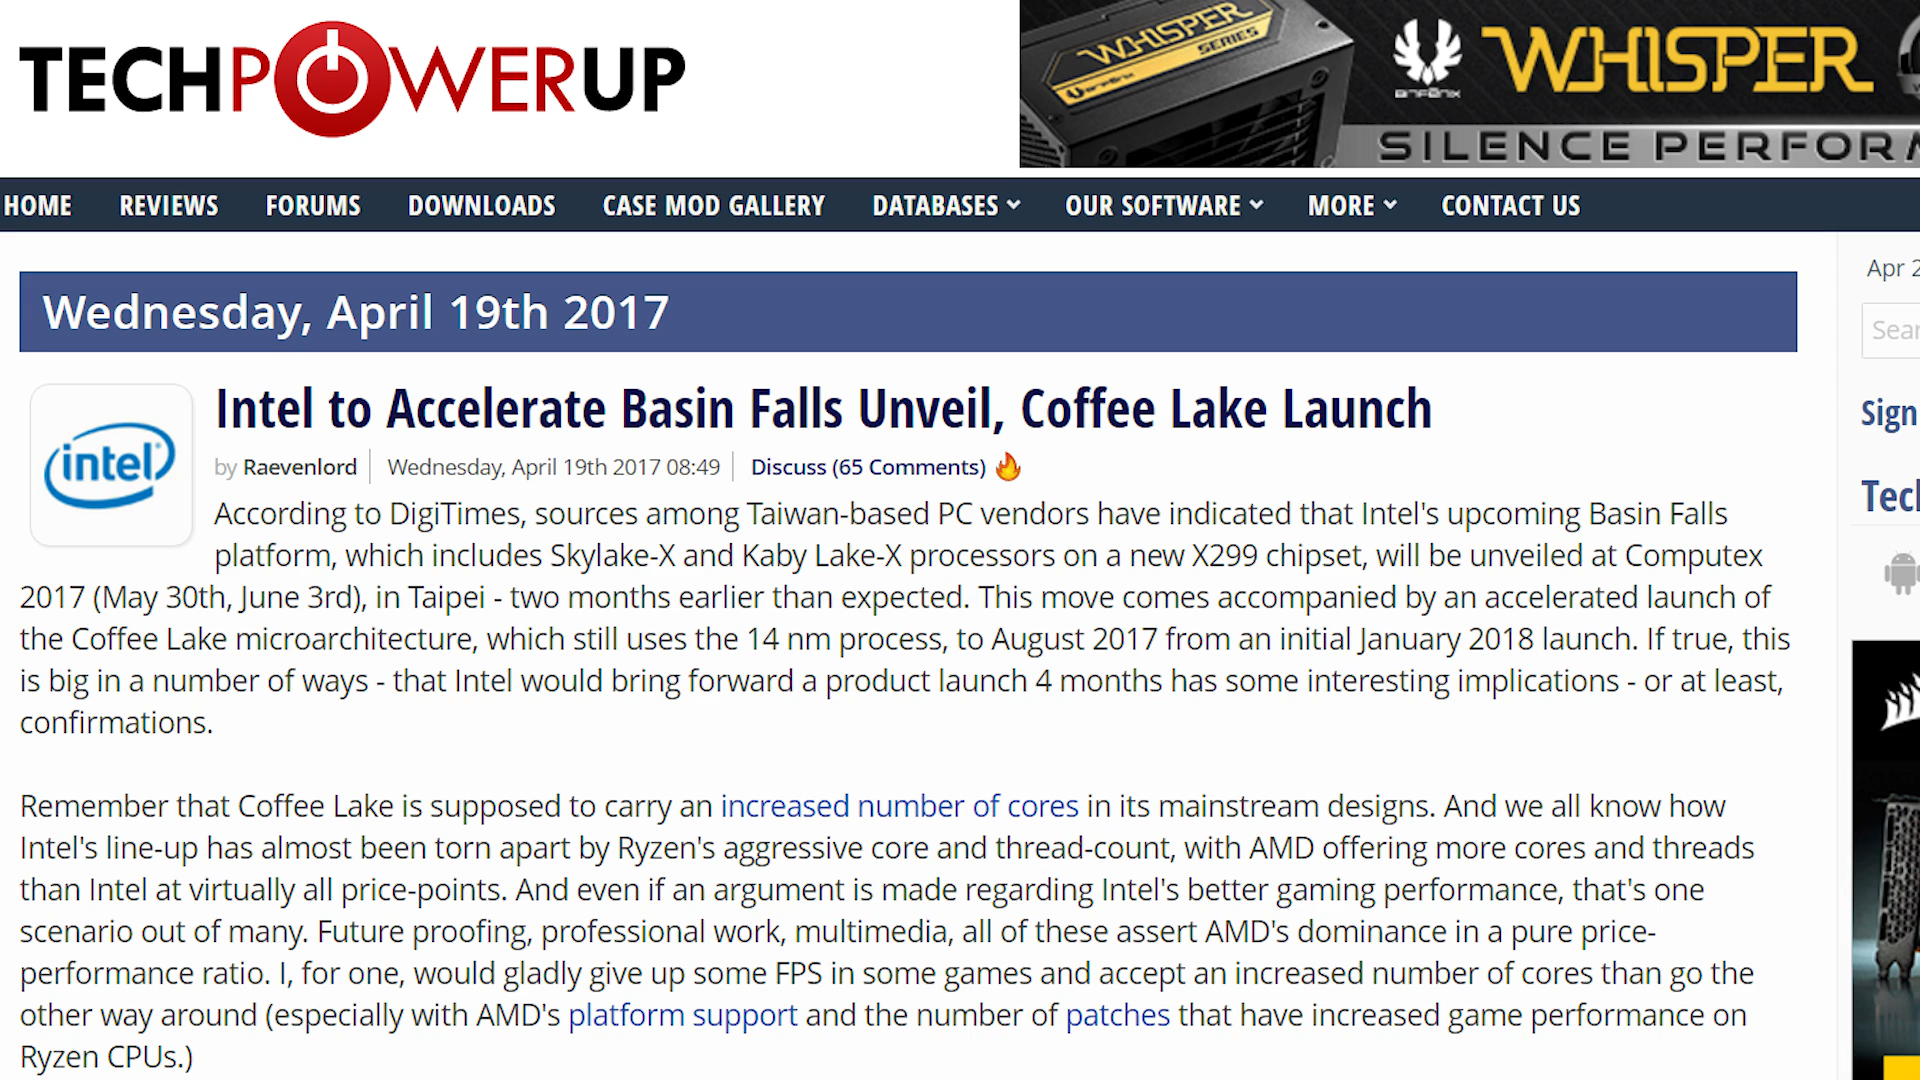 TECHPOWERUP
WHISPER
SERIES
BITFENIX
WHISPER
SILENCE PERFOR
HOME REVIEWS FORUMS DOWNLOADS CASE MOD GALLERY DATABASES OUR SOFTWARE MORE CONTACT US
Apr 2
Wednesday, April 19th 2017
Sear
intel
Intel to Accelerate Basin Falls Unveil, Coffee Lake Launch
Sign
by Raevenlord Wednesday, April 19th 2017 08:49 Discuss (65 Comments)
Tech
According to DigiTimes, sources among Taiwan-based PC vendors have indicated that Intel's upcoming Basin Falls
platform, which includes Skylake-X and Kaby Lake-X processors on a new X299 chipset, will be unveiled at Computex
2017 (May 30th, June 3rd), in Taipei - two months earlier than expected. This move comes accompanied by an accelerated launch of
the Coffee Lake microarchitecture, which still uses the 14 nm process, to August 2017 from an initial January 2018 launch. If true, this
is big in a number of ways - that Intel would bring forward a product launch 4 months has some interesting implications - or at least,
confirmations.
Remember that Coffee Lake is supposed to carry an increased number of cores in its mainstream designs. And we all know how
Intel's line-up has almost been torn apart by Ryzen's aggressive core and thread-count, with AMD offering more cores and threads
than Intel at virtually all price-points. And even if an argument is made regarding Intel's better gaming performance, that's one
scenario out of many. Future proofing, professional work, multimedia, all of these assert AMD's dominance in a pure price-
performance ratio. I, for one, would gladly give up some FPS in some games and accept an increased number of cores than go the
other way around (especially with AMD's platform support and the number of patches that have increased game performance on
Ryzen CPUs.)